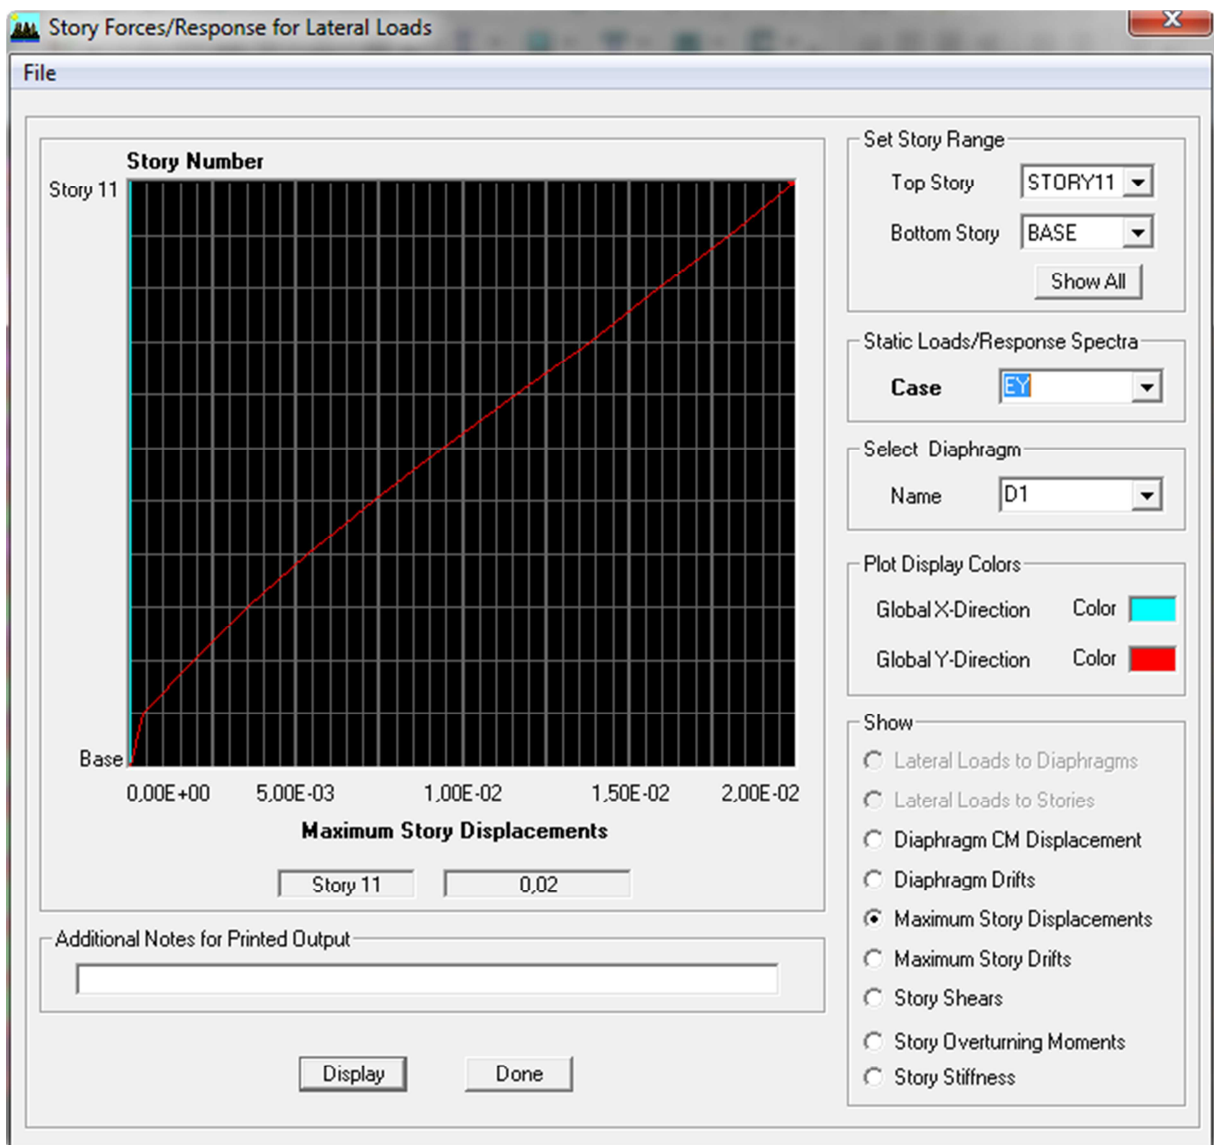 Story Forces/Response for Lateral Loads
File
Story Number
Story 11
Base
0,00E+00 5,00E-03 1,00E-02 1,50E-02 2,00E-02
Maximum Story Displacements
Story 11 0,02
Additional Notes for Printed Output
Display Done
Set Story Range
Top Story STORY11
Bottom Story BASE
Show All
Static Loads/Response Spectra
Case EY
Select Diaphragm
Name D1
Plot Display Colors
Global X-Direction Color
Global Y-Direction Color
Show
Lateral Loads to Diaphragms
Lateral Loads to Stories
Diaphragm CM Displacement
Diaphragm Drifts
Maximum Story Displacements
Maximum Story Drifts
Story Shears
Story Overturning Moments
Story Stiffness